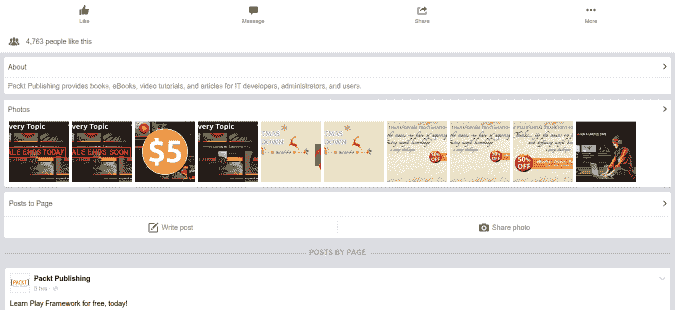 Like
Message
Share
More
4,763 people like this
About
Packt Publishing provides books, eBooks, video tutorials, and articles for IT developers, administrators, and users.
Photos
very Topic
very Topic
very Topic
ALE ENDS TODAY
ALE ENDS SOON
$5
50% OFF
50% OFF
50% OFF
Posts to Page
Write post
Share photo
POSTS BY PAGE
[PACKT]
Packt Publishing
Learn Play Framework for free, today!